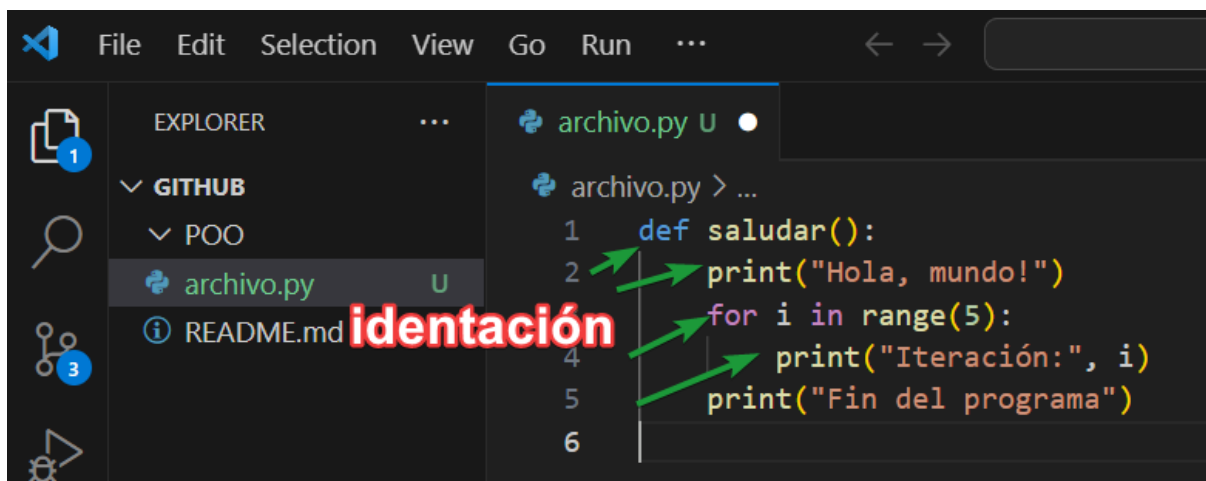 File Edit Selection View Go Run ...
EXPLORER ...
archivo.py U
1
GITHUB
archivo.py > ...
POO
1 def saludar():
archivo.py U
2 print("Hola, mundo!")
README.md
identación
for i in range(5):
3
4 print("Iteración:", i)
5 print("Fin del programa")
6